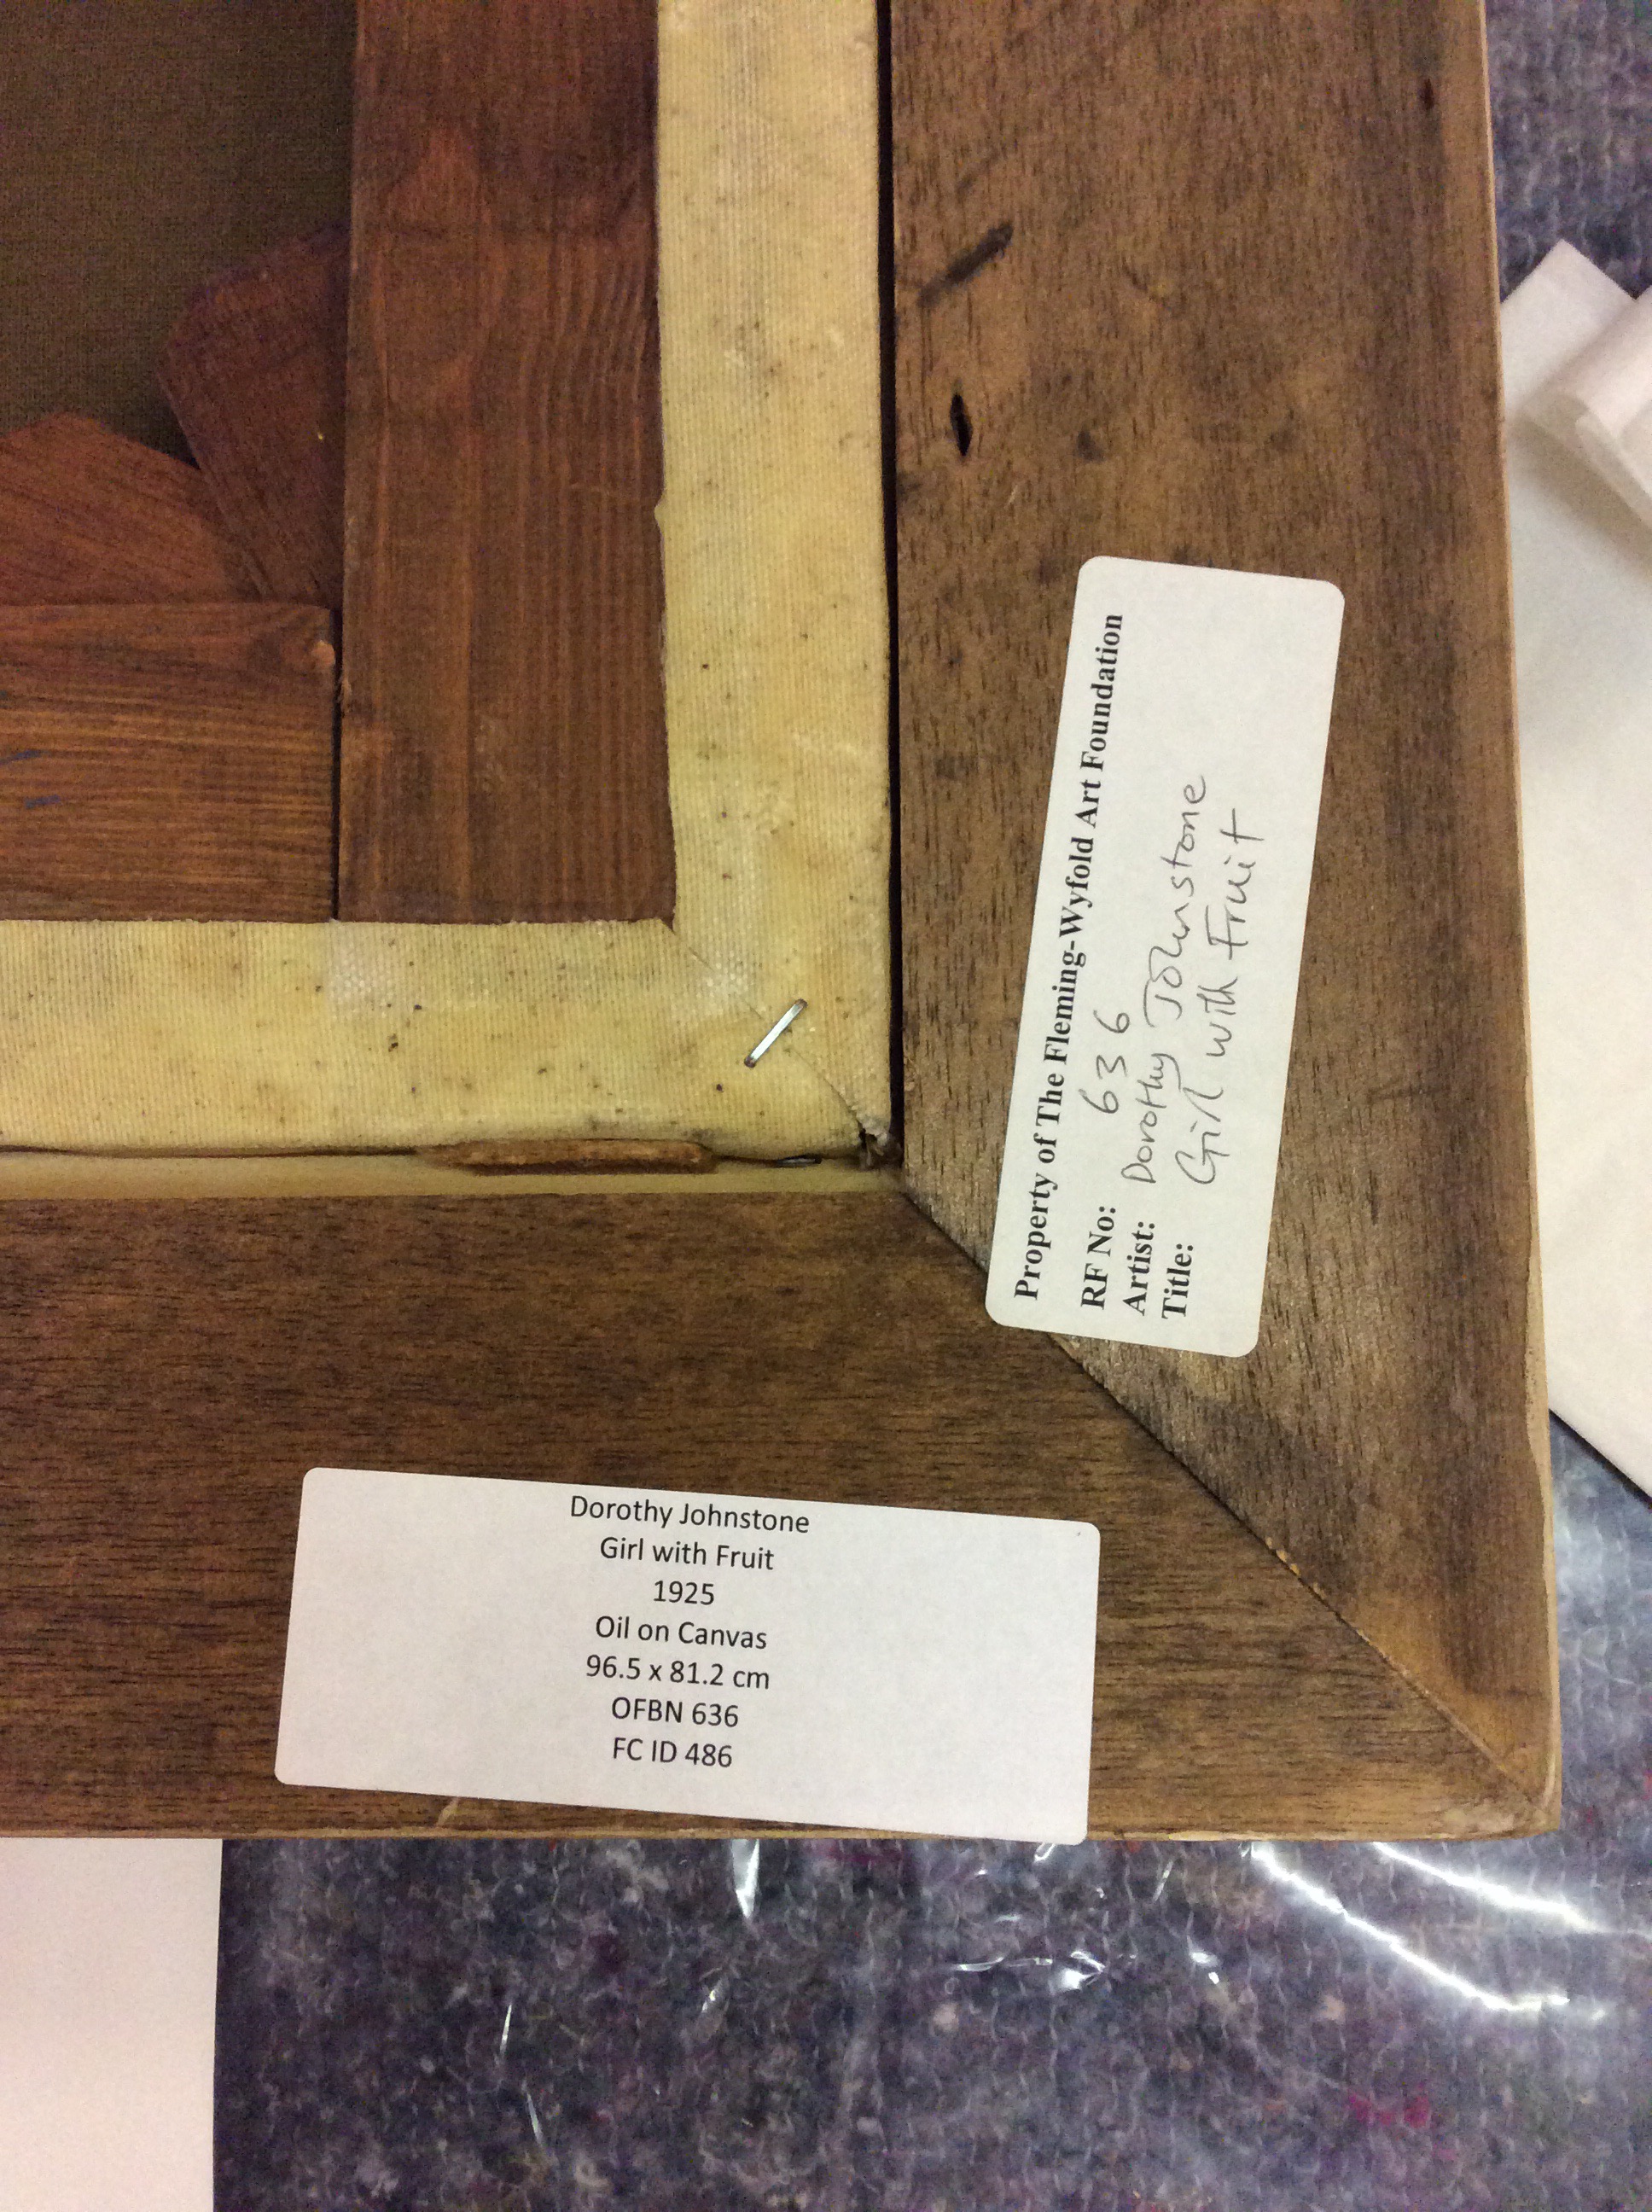 Property of The Fleming-Wyfold Art Foundation
RF No: 636
Artist: Dorothy Johnstone
Title: Girl with Fruit
Dorothy Johnstone
Girl with Fruit
1925
Oil on Canvas
96.5 x 81.2 cm
OFBN 636
FC ID 486